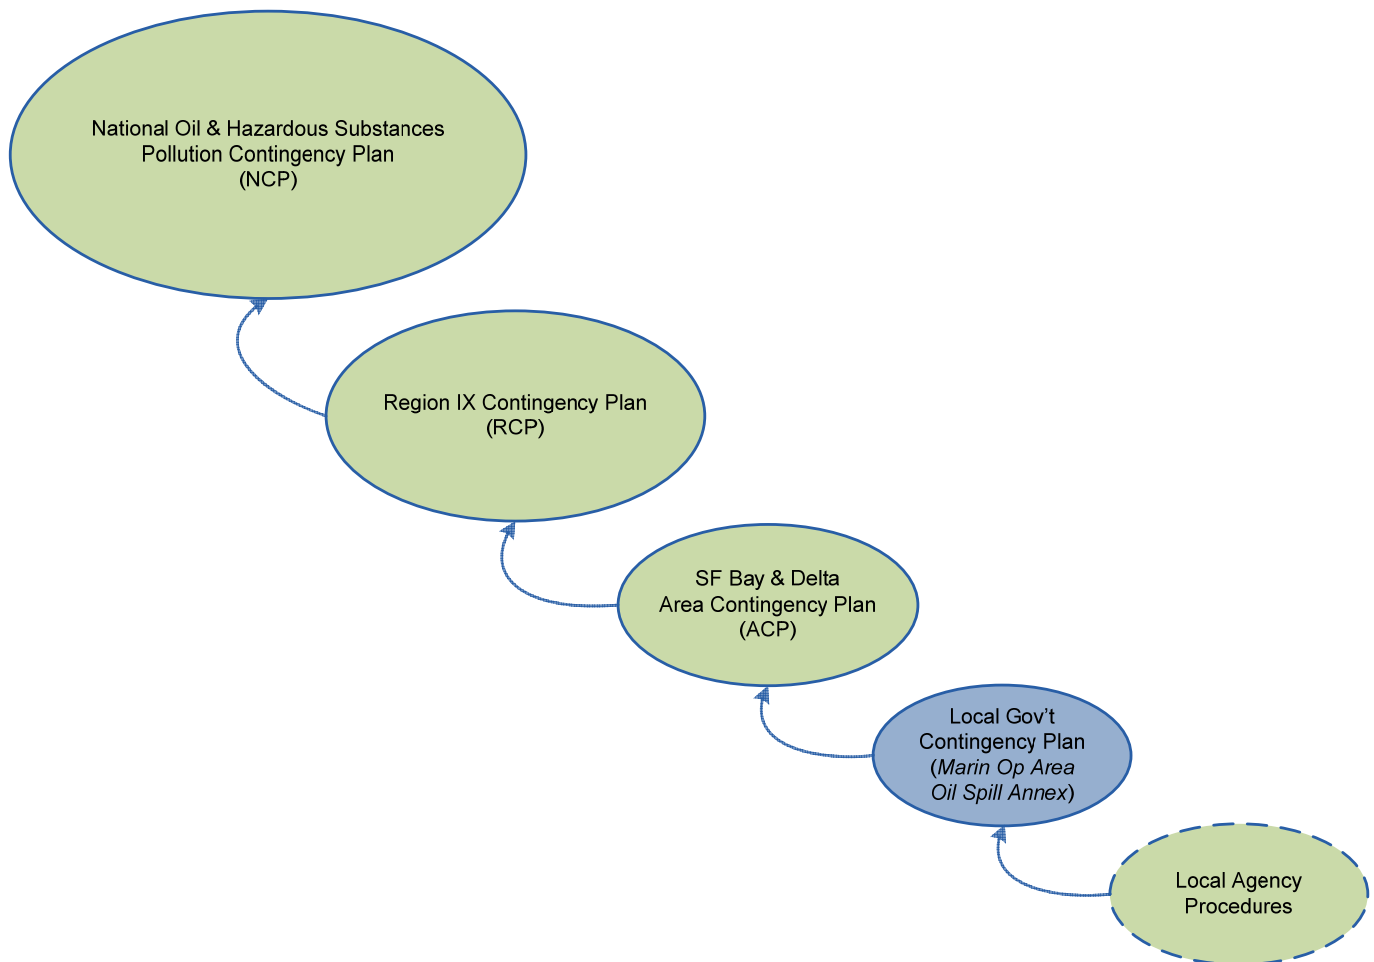 National Oil & Hazardous Substances
Pollution Contingency Plan
(NCP)
Region IX Contingency Plan
(RCP)
SF Bay & Delta
Area Contingency Plan
(ACP)
Local Gov't
Contingency Plan
(Marin Op Area
Oil Spill Annex)
Local Agency
Procedures